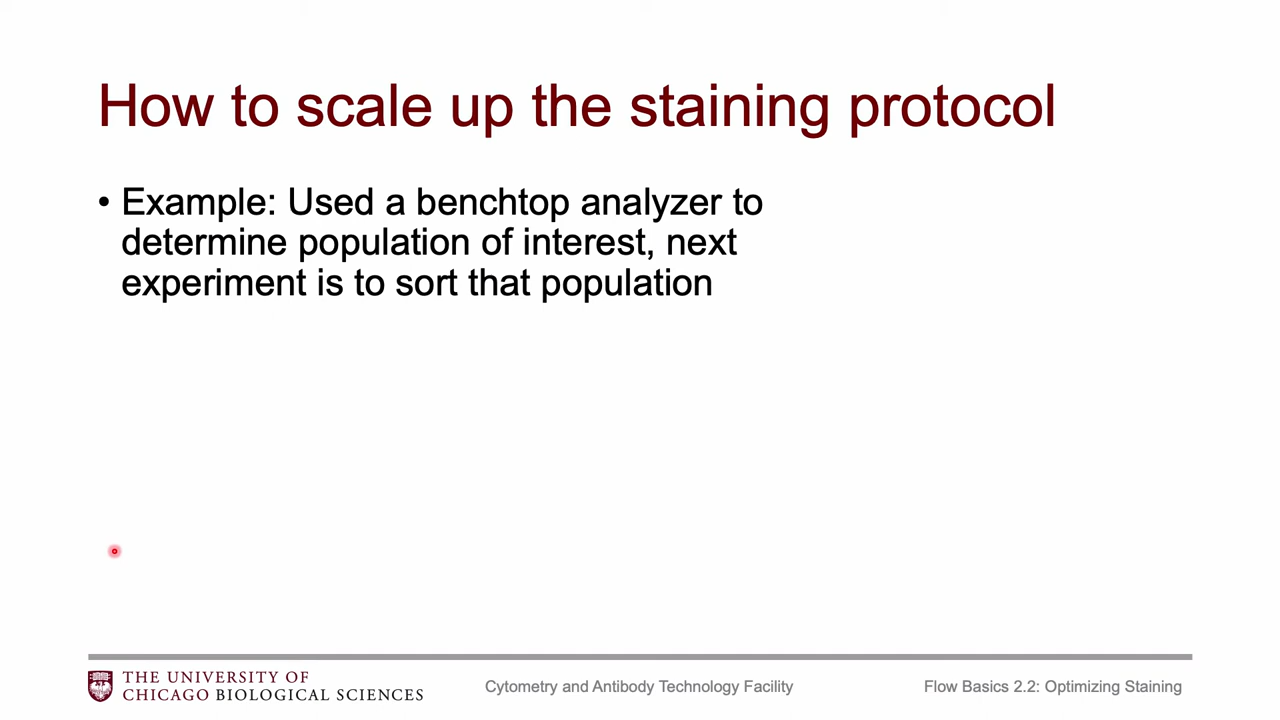 How to scale up the staining protocol
• Example: Used a benchtop analyzer to
determine population of interest, next
experiment is to sort that population
THE UNIVERSITY OF
CHICAGO BIOLOGICAL SCIENCES
Cytometry and Antibody Technology Facility
Flow Basics 2.2: Optimizing Staining